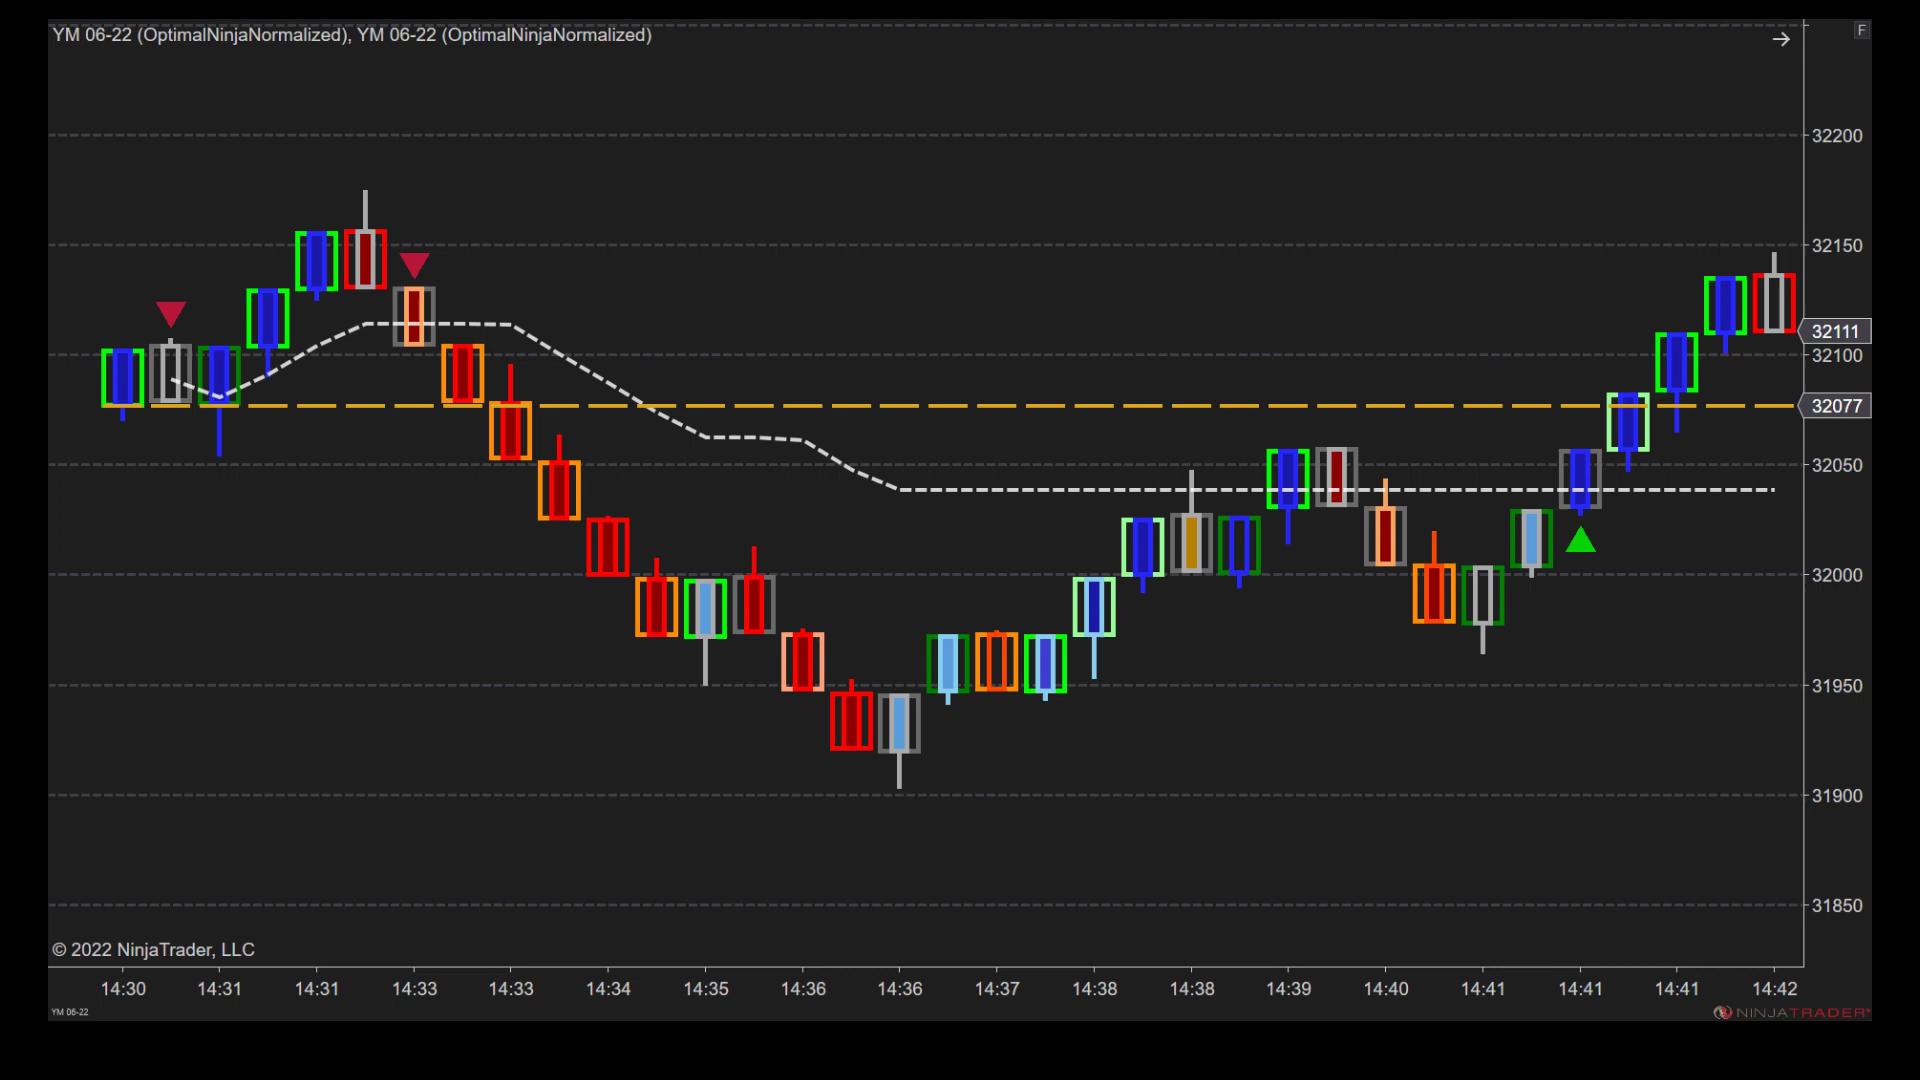 YM 06-22 (OptimalNinjaNormalized), YM 06-22 (OptimalNinjaNormalized)
F
32200
32150
32111
32100
32077
32050
32000
31950
31900
31850
© 2022 NinjaTrader, LLC
14:30 14:31 14:31 14:33 14:33 14:34 14:35 14:36 14:36 14:37 14:38 14:38 14:39 14:40 14:41 14:41 14:41 14:42
YM 06-22
NINJATRADER